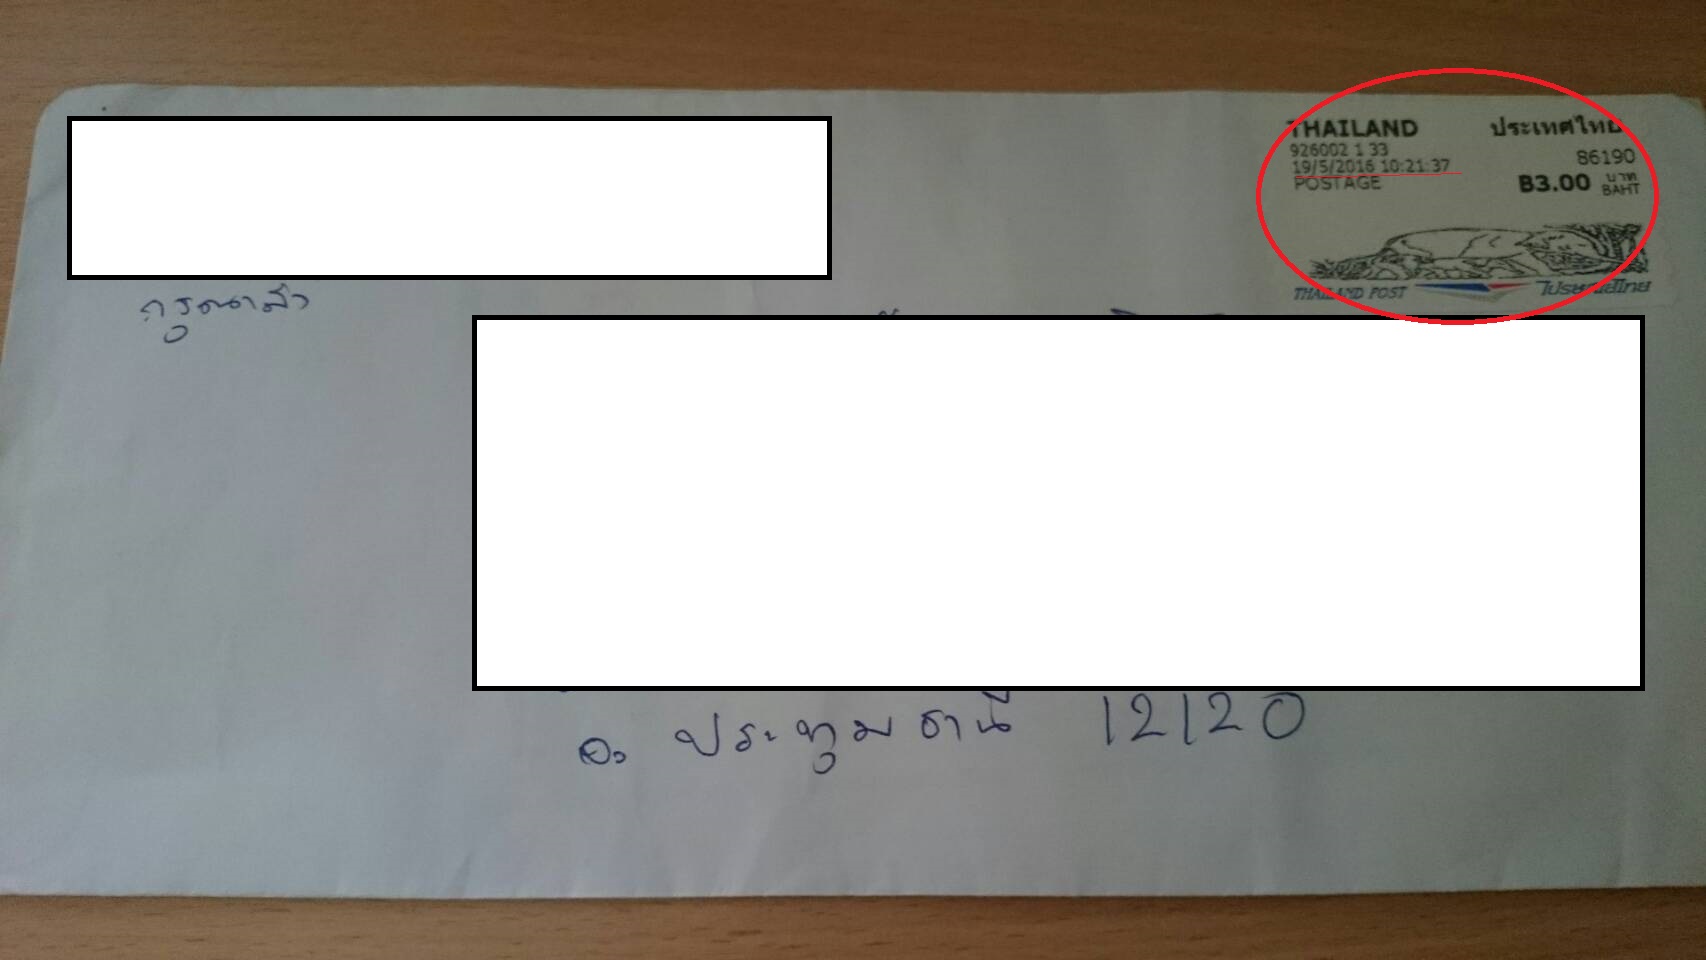 THAILAND ประเทศไทย
926002 1 33
86190
19/5/2016 10:21:37
POSTAGE
฿3.00 บาท
BAHT
THAILAND POST ไปรษณีย์ไทย
กรุณาส่ง
จ. ประทุมธานี 12120